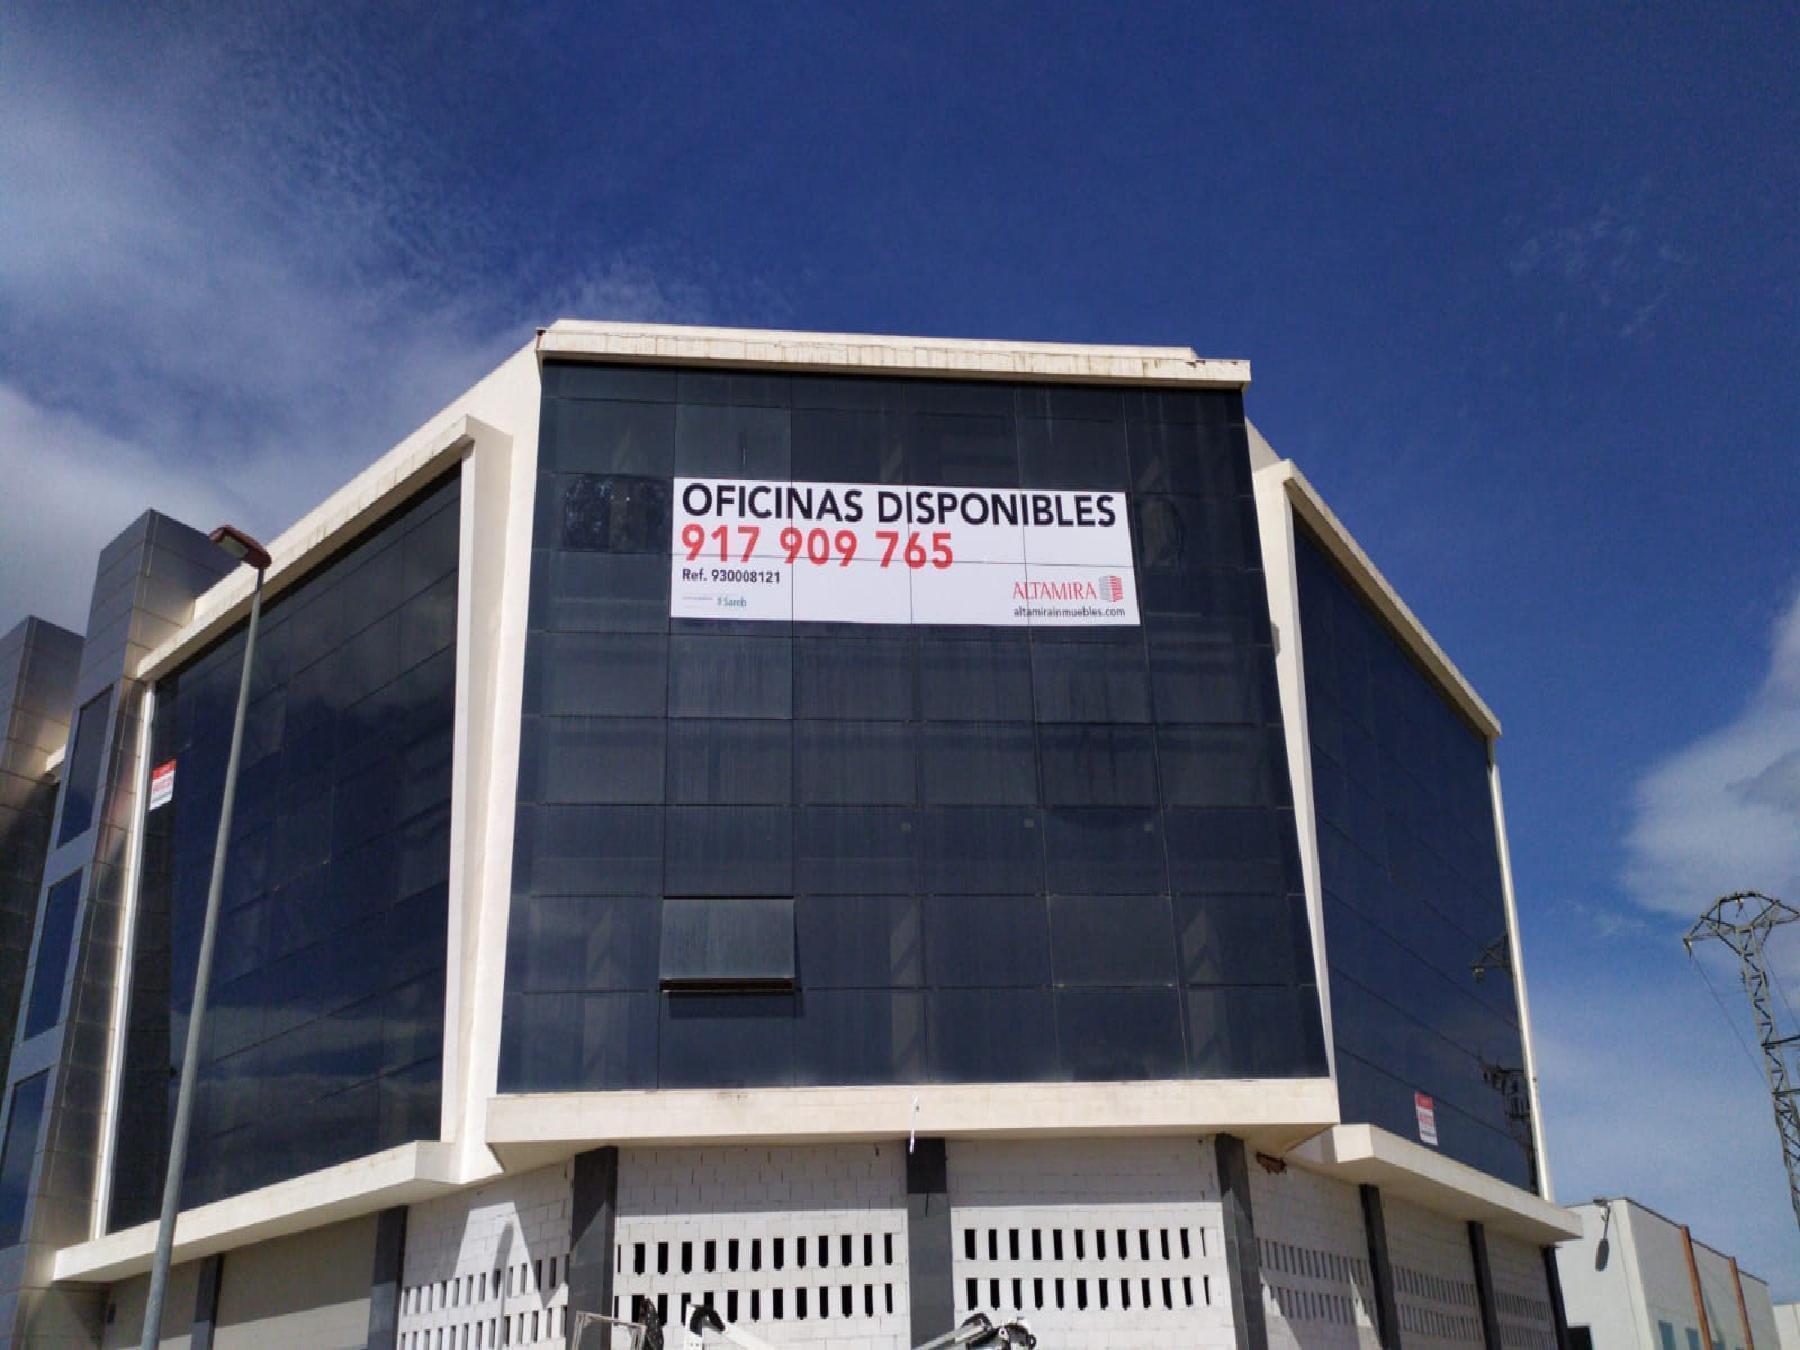 OFICINAS DISPONIBLES
917 909 765
Ref. 930008121
Sareb
ALTAMIRA
altamirainmuebles.com